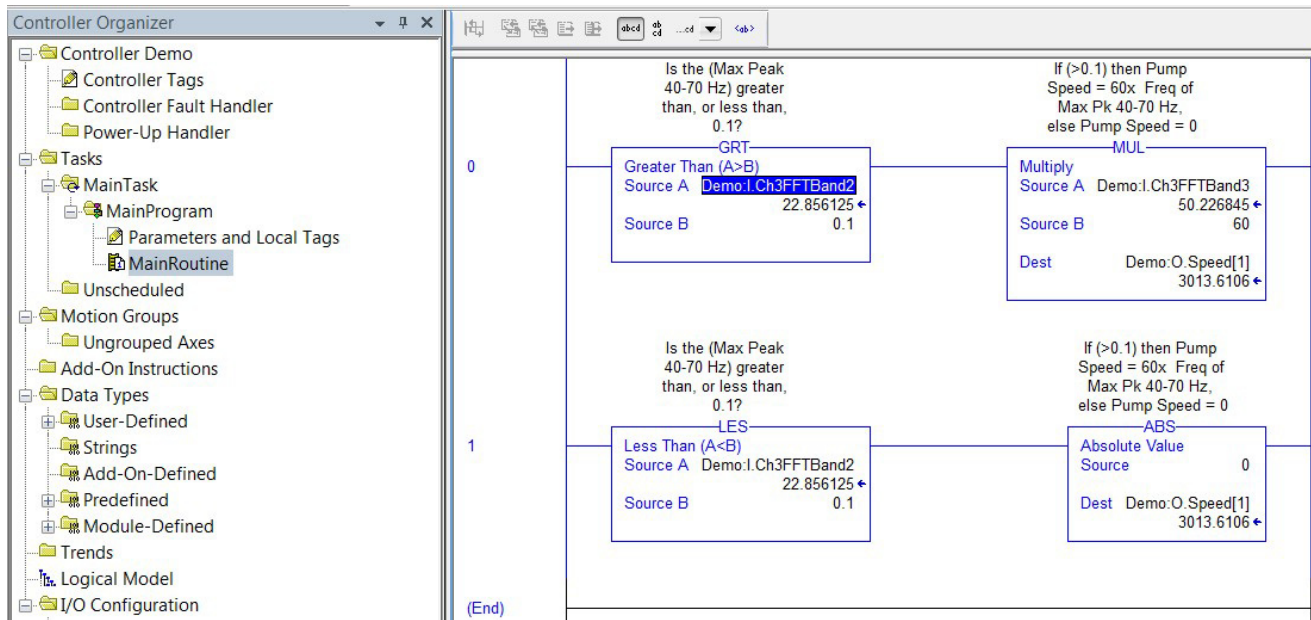 Controller Organizer
Controller Demo
Controller Tags
Controller Fault Handler
Power-Up Handler
Tasks
MainTask
MainProgram
Parameters and Local Tags
MainRoutine
Unscheduled
Motion Groups
Ungrouped Axes
Add-On Instructions
Data Types
User-Defined
Strings
Add-On-Defined
Predefined
Module-Defined
Trends
Logical Model
I/O Configuration
abcd
ab
cd
...cd
<ab>
0
Is the (Max Peak
40-70 Hz) greater
than, or less than,
0.1?
GRT
Greater Than (A>B)
Source A Demo:I.Ch3FFTBand2
22.856125
Source B 0.1
If (>0.1) then Pump
Speed = 60x Freq of
Max Pk 40-70 Hz,
else Pump Speed = 0
MUL
Multiply
Source A Demo:I.Ch3FFTBand3
50.226845
Source B 60
Dest Demo:O.Speed[1]
3013.6106
1
Is the (Max Peak
40-70 Hz) greater
than, or less than,
0.1?
LES
Less Than (A<B)
Source A Demo:I.Ch3FFTBand2
22.856125
Source B 0.1
If (>0.1) then Pump
Speed = 60x Freq of
Max Pk 40-70 Hz,
else Pump Speed = 0
ABS
Absolute Value
Source 0
Dest Demo:O.Speed[1]
3013.6106
(End)